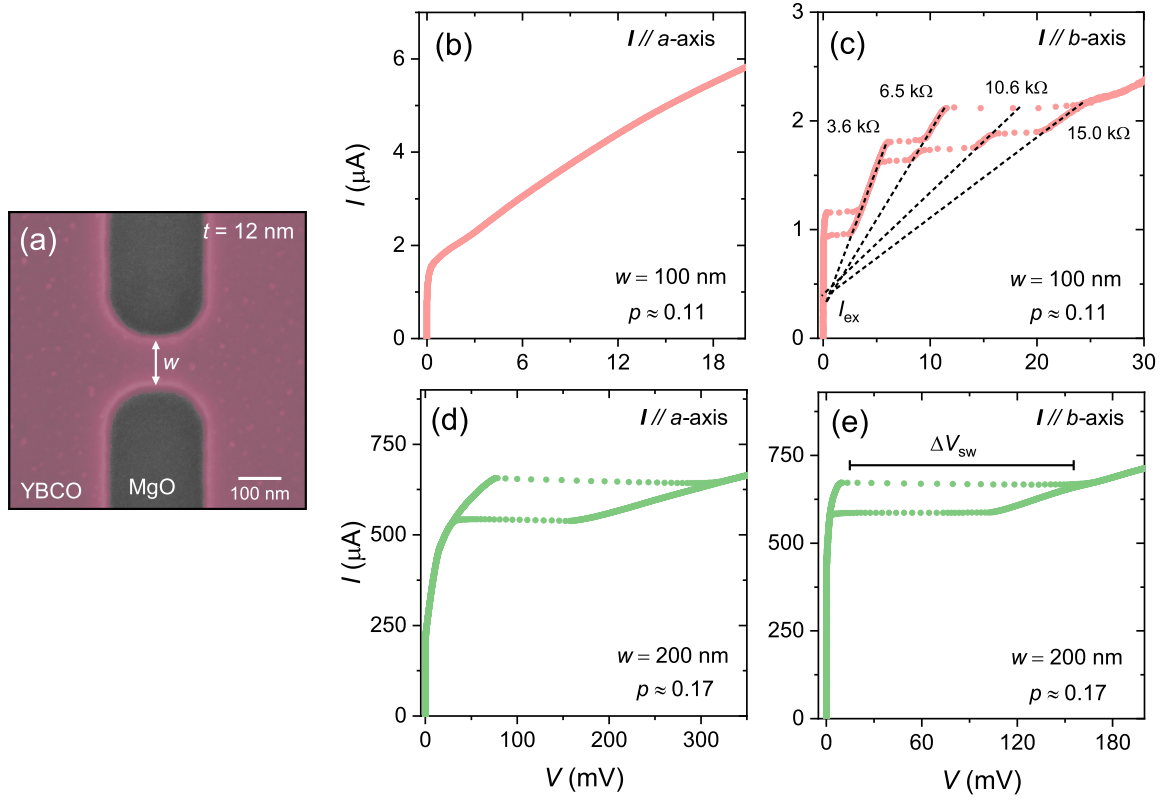 (a)
t = 12 nm
w
YBCO
MgO
100 nm
(b)
I // a-axis
6
4
2
0
I (μA)
w = 100 nm
p ≈ 0.11
0
6
12
18
(c)
I // b-axis
3
2
1
0
3.6 kΩ
6.5 kΩ
10.6 kΩ
15.0 kΩ
Iex
w = 100 nm
p ≈ 0.11
0
10
20
30
(d)
I // a-axis
750
500
250
0
I (μA)
w = 200 nm
p ≈ 0.17
0
100
200
300
V (mV)
(e)
I // b-axis
ΔVsw
750
500
250
0
w = 200 nm
p ≈ 0.17
0
60
120
180
V (mV)